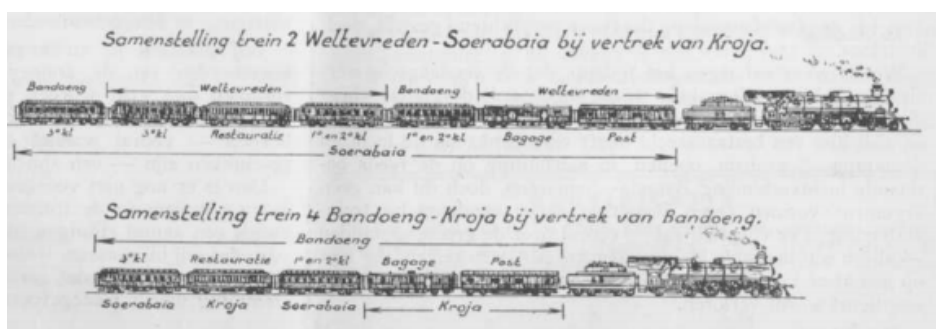 Samenstelling trein 2 Weltevreden-Soerabaia bij vertrek van Kroja.
Bandoeng Weltevreden Bandoeng Weltevreden
3e kl 3e kl Restauratie 1e en 2e kl 1e en 2e kl Bagage Post
Soerabaia
Samenstelling trein 4 Bandoeng-Kroja bij vertrek van Bandoeng.
Bandoeng
3e kl Restauratie 1e en 2e kl Bagage Post
Soerabaia Kroja Soerabaia Kroja